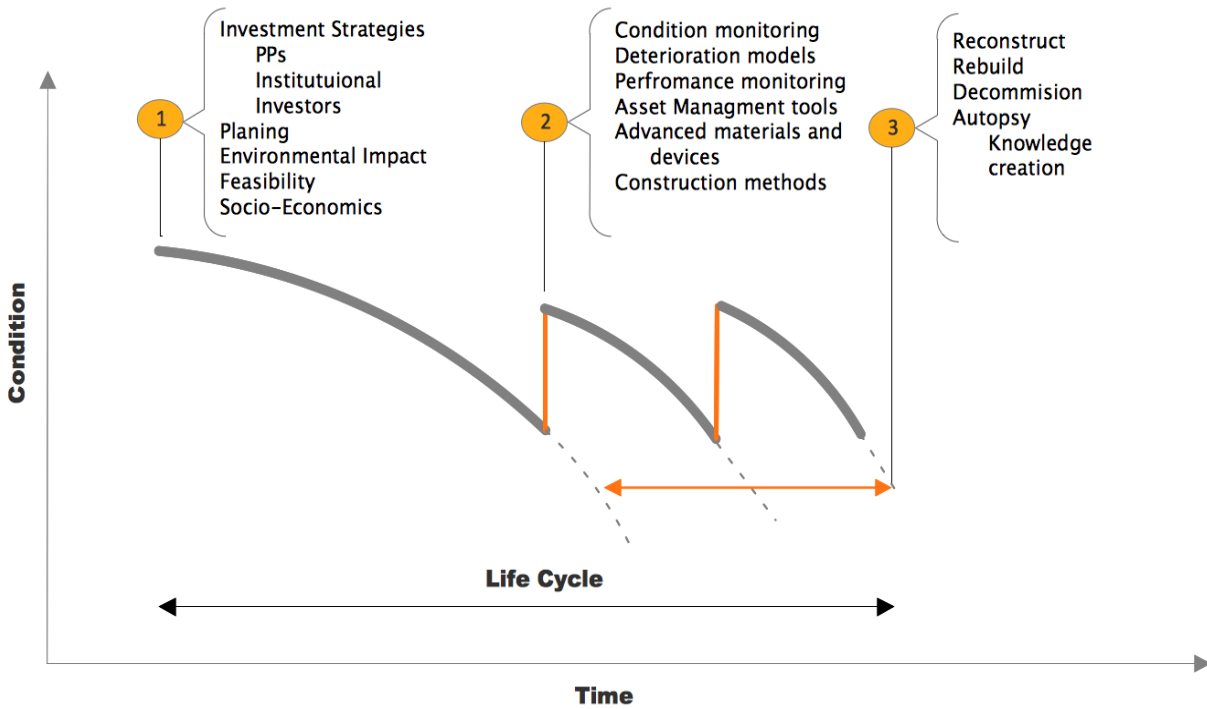 1
Investment Strategies
PPs
Institutuional
Investors
Planing
Environmental Impact
Feasibility
Socio-Economics
2
Condition monitoring
Deterioration models
Perfromance monitoring
Asset Managment tools
Advanced materials and
devices
Construction methods
3
Reconstruct
Rebuild
Decommision
Autopsy
Knowledge
creation
Condition
Life Cycle
Time